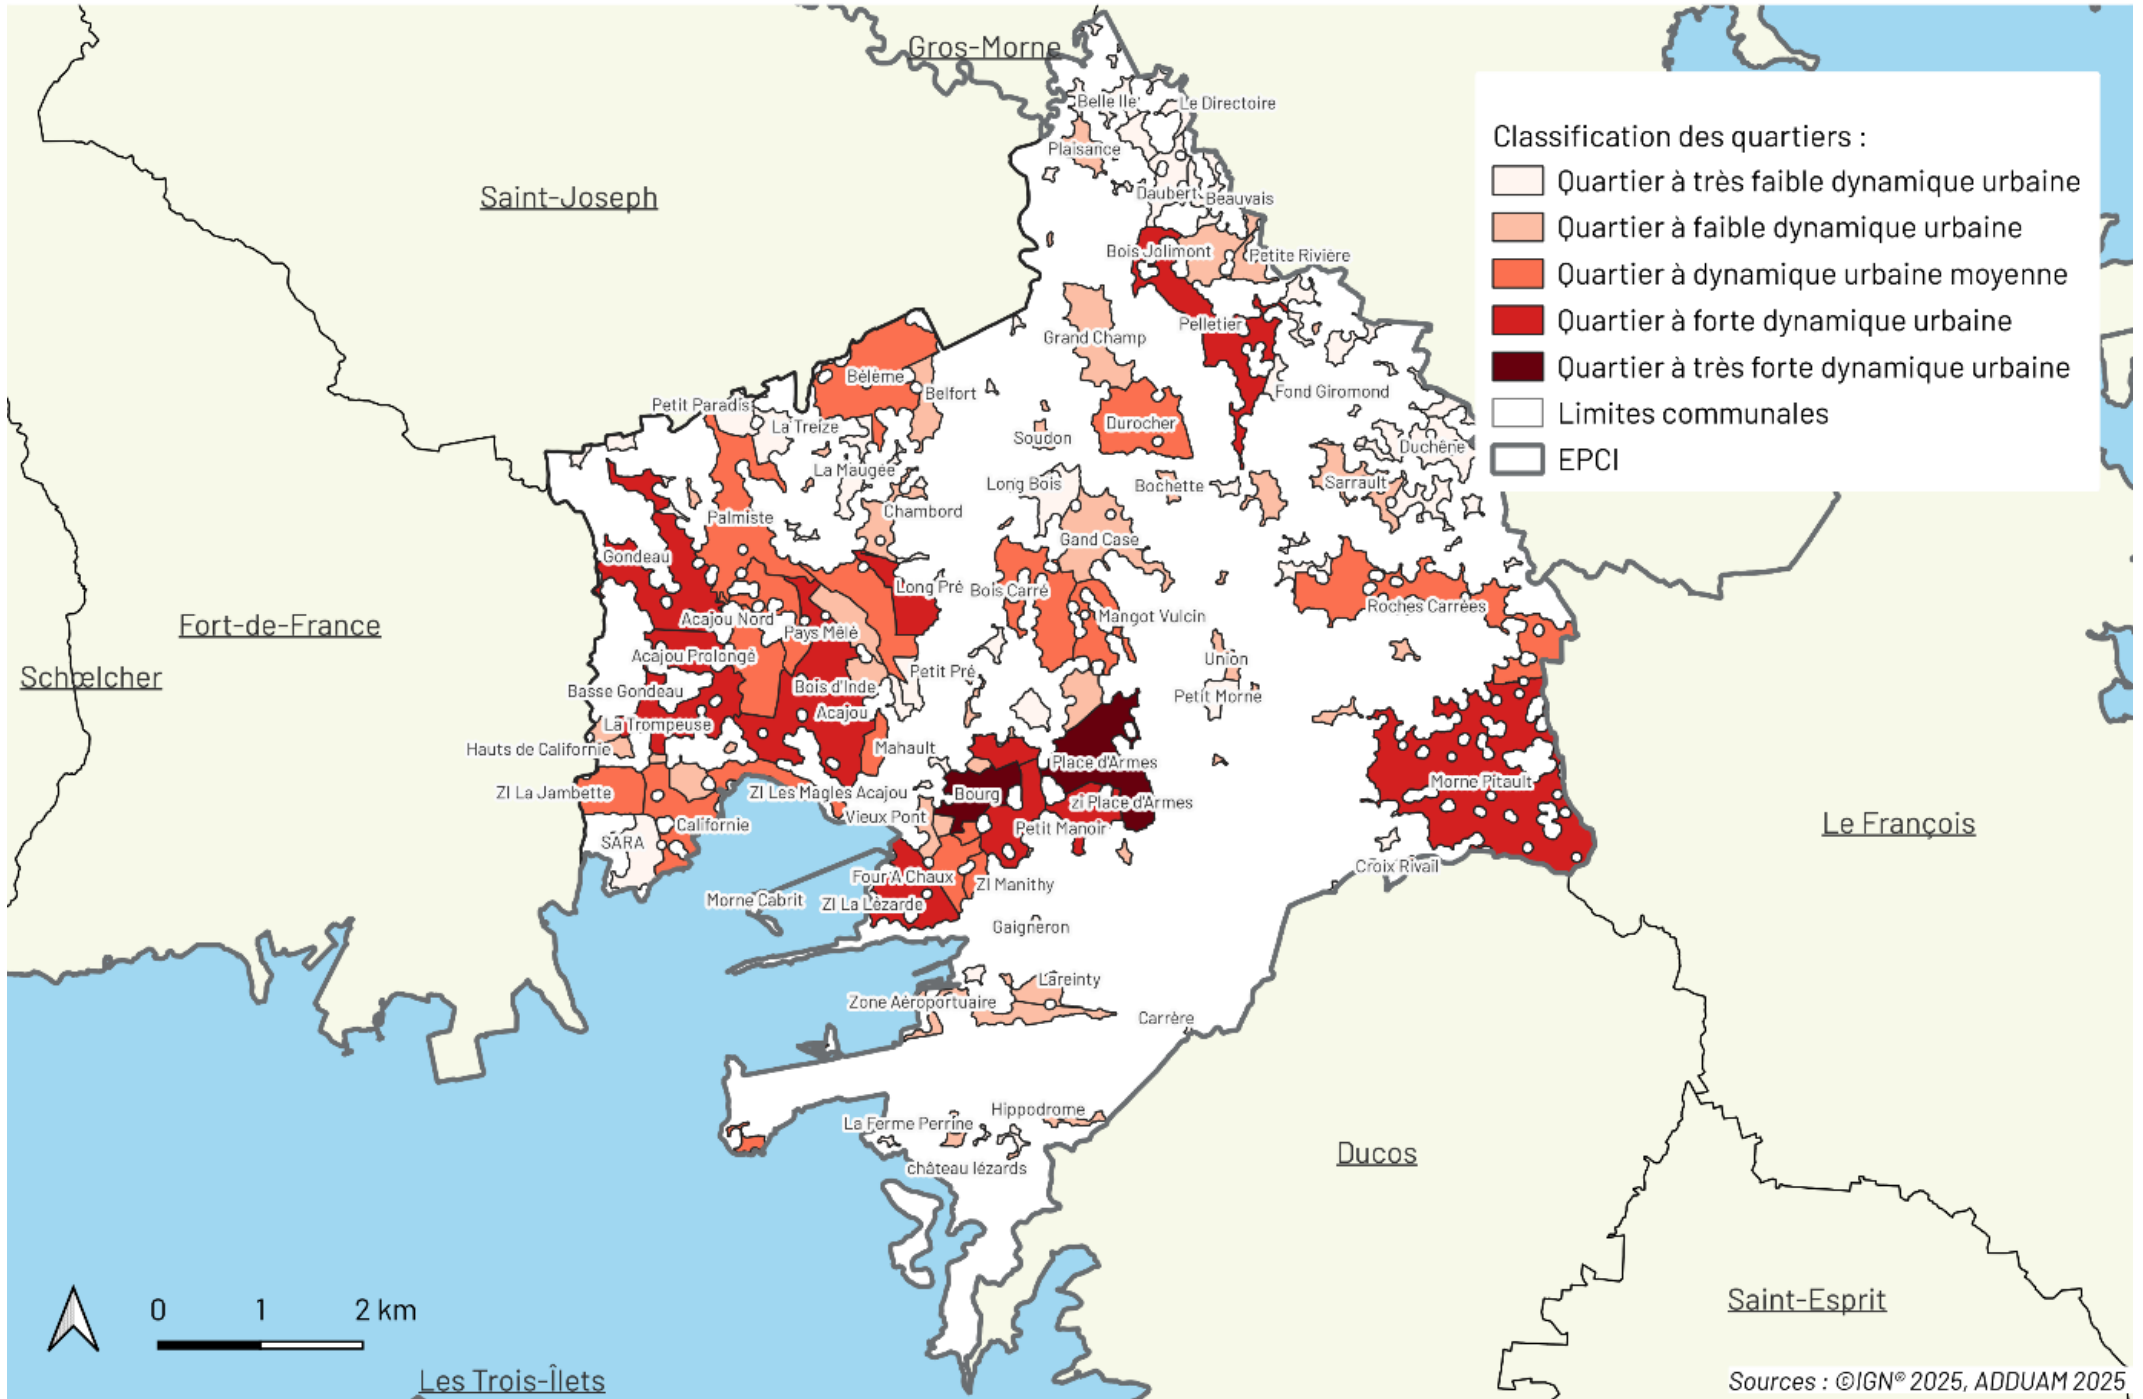 Gros-Morne
Belle Ile
Le Directoire
Plaisance
Saint-Joseph
Daubert
Beauvais
Bois Jolimont
Petite Rivière
Pelletier
Grand Champ
Bélème
Belfort
Fond Giromond
Petit Paradis
La Treize
Durocher
Soudon
Duchêne
La Maugée
Long Bois
Bochette
Sarrault
Chambord
Palmiste
Gand Case
Gondeau
Long Pré
Bois Carré
Roches Carrées
Acajou Nord
Mangot Vulcin
Fort-de-France
Pays Mêlé
Acajou Prolongé
Union
Schœlcher
Petit Pré
Basse Gondeau
Bois d'Inde
Petit Morne
Acajou
La Trompeuse
Hauts de Californie
Mahault
Place d'Armes
Morne Pitault
ZI La Jambette
ZI Les Magles Acajou
Bourg
zi Place d'Armes
Vieux Pont
Californie
Petit Manoir
Le François
SARA
Croix Rivail
Four A Chaux
ZI Manithy
Morne Cabrit
ZI La Lézarde
Gaigneron
Lareinty
Zone Aéroportuaire
Carrère
Hippodrome
La Ferme Perrine
château lézards
Ducos
Saint-Esprit
Les Trois-Îlets
Classification des quartiers :
Quartier à très faible dynamique urbaine
Quartier à faible dynamique urbaine
Quartier à dynamique urbaine moyenne
Quartier à forte dynamique urbaine
Quartier à très forte dynamique urbaine
Limites communales
EPCI
0 1 2 km
Sources : ©IGN® 2025, ADDUAM 2025